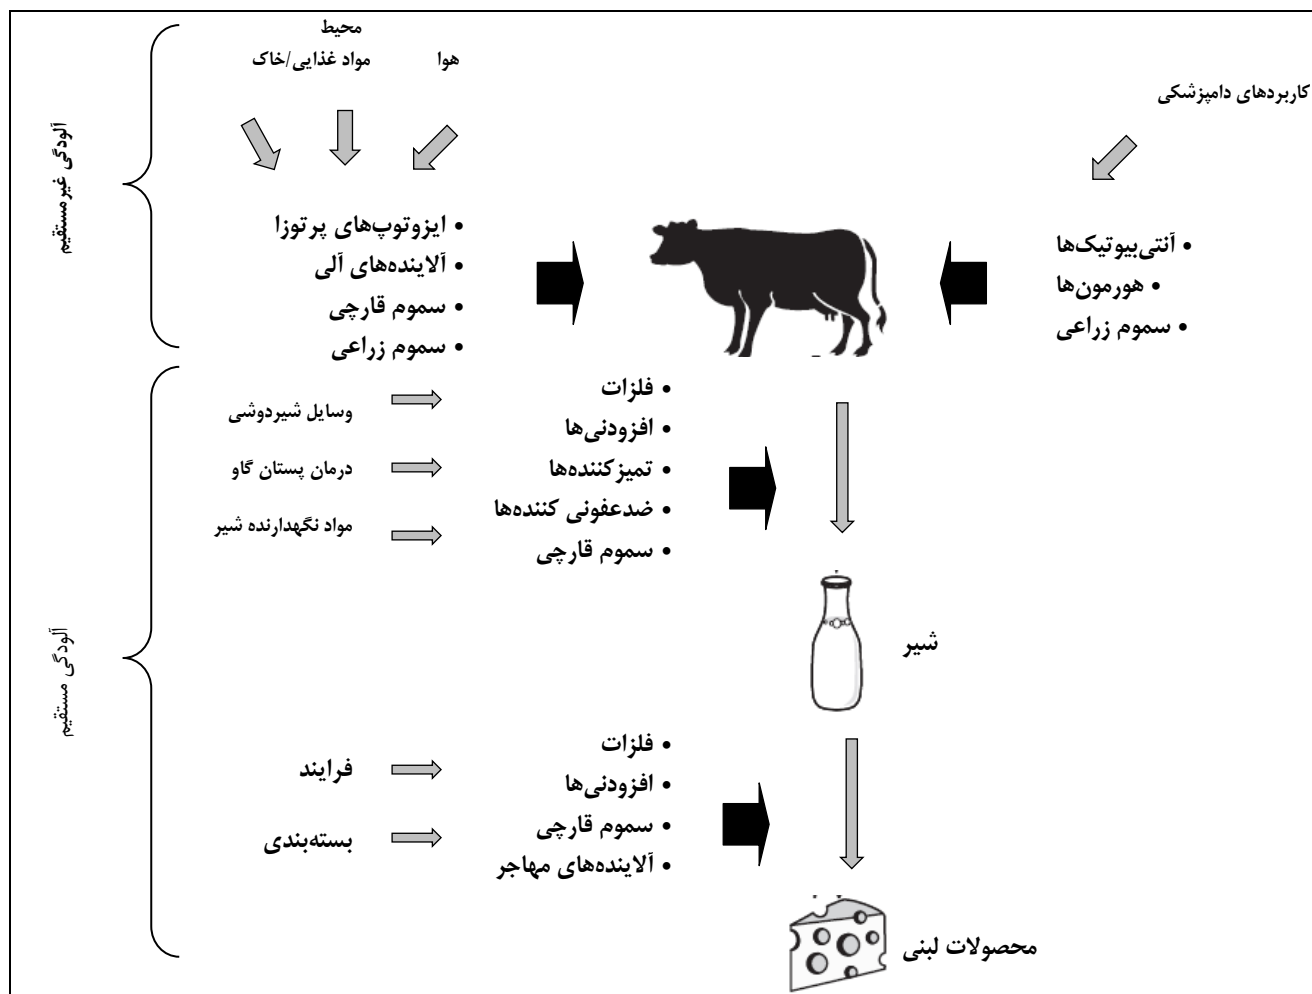 محیط
هوا
مواد غذایی/خاک
کاربردهای دامپزشکی
آلودگی غیرمستقیم
• ایزوتوپ‌های پرتوزا
• آلاینده‌های آلی
• سموم قارچی
• سموم زراعی
• آنتی‌بیوتیک‌ها
• هورمون‌ها
• سموم زراعی
وسایل شیردوشی
درمان پستان گاو
مواد نگهدارنده شیر
• فلزات
• افزودنی‌ها
• تمیزکننده‌ها
• ضدعفونی کننده‌ها
• سموم قارچی
آلودگی مستقیم
شیر
فرایند
بسته‌بندی
• فلزات
• افزودنی‌ها
• سموم قارچی
• آلاینده‌های مهاجر
محصولات لبنی